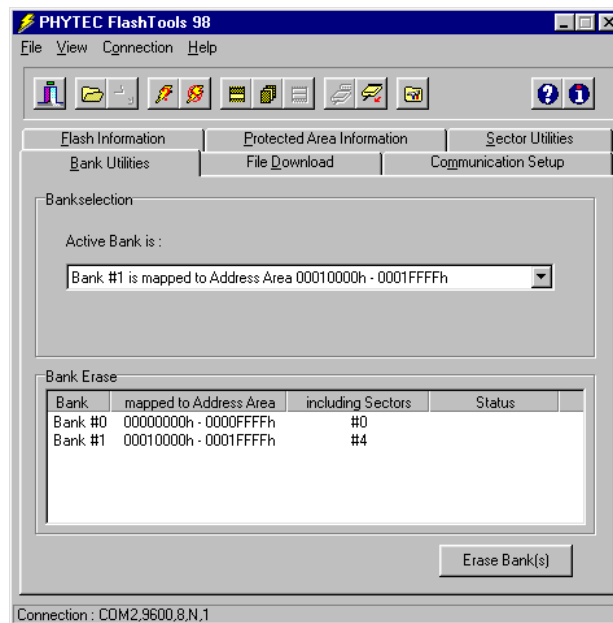 PHYTEC FlashTools 98
File View Connection Help
Flash Information Protected Area Information Sector Utilities
Bank Utilities File Download Communication Setup
Bankselection
Active Bank is :
Bank #1 is mapped to Address Area 00010000h - 0001FFFFh
Bank Erase
Bank mapped to Address Area including Sectors Status
Bank #0 00000000h - 0000FFFFh #0
Bank #1 00010000h - 0001FFFFh #4
Erase Bank(s)
Connection : COM2,9600,8,N,1